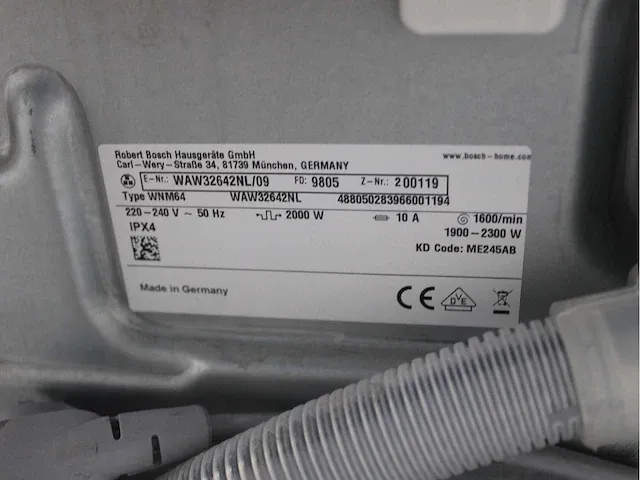 Robert Bosch Hausgeräte GmbH
Carl-Wery-Straße 34, 81739 München, GERMANY
www.bosch-home.com
E-Nr.: WAW32642NL/09 FD: 9805 Z-Nr.: 200119
Type WNM64 WAW32642NL 488050283966001194
220-240 V ~ 50 Hz 2000 W 10 A 1600/min
IPX4 1900-2300 W
KD Code: ME245AB
Made in Germany CE DVE